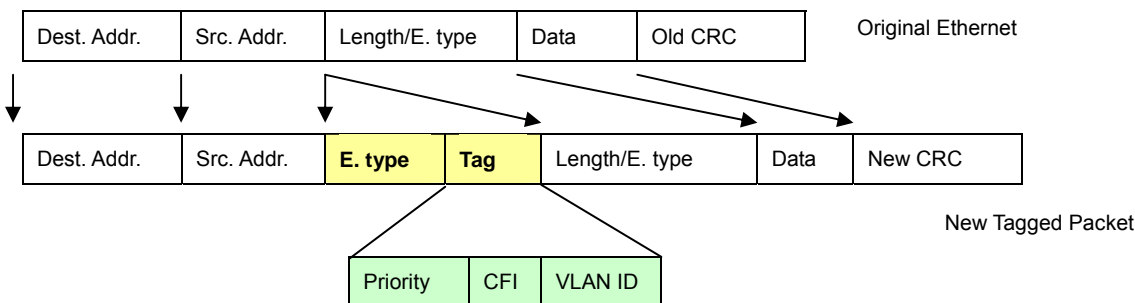 Dest. Addr. Src. Addr. Length/E. type Data Old CRC Original Ethernet
Dest. Addr. Src. Addr. E. type Tag Length/E. type Data New CRC
New Tagged Packet
Priority CFI VLAN ID